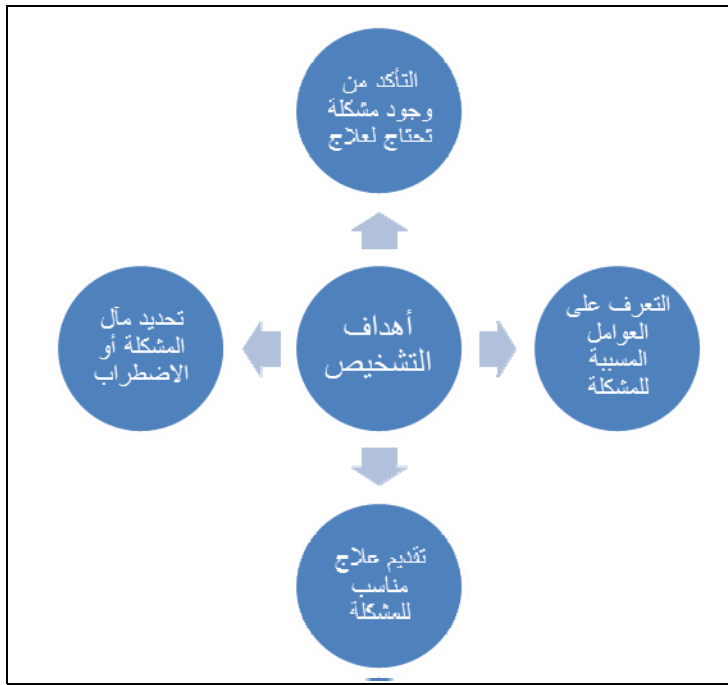 التأكد من
وجود مشكلة
تحتاج لعلاج
أهداف
التشخيص
التعرف على
العوامل
المسببة
للمشكلة
تحديد مآل
المشكلة أو
الاضطراب
تقديم علاج
مناسب
للمشكلة